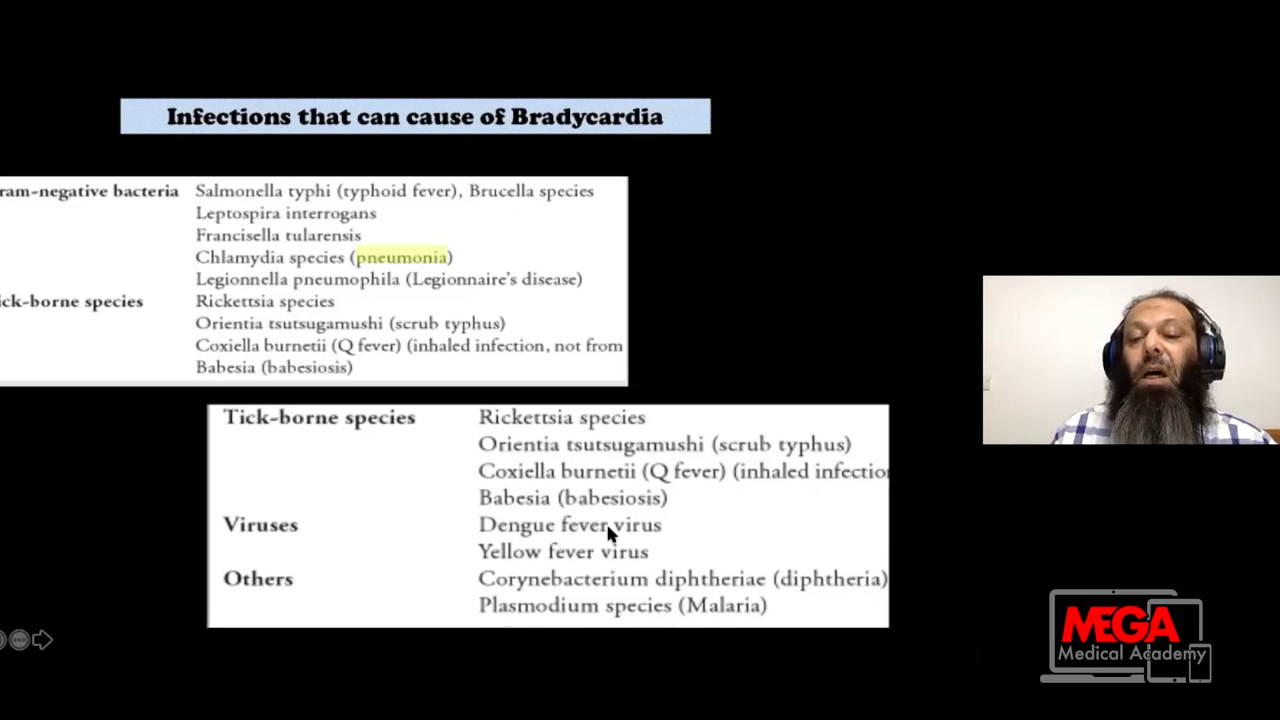 Infections that can cause of Bradycardia
ram-negative bacteria Salmonella typhi (typhoid fever), Brucella species
Leptospira interrogans
Francisella tularensis
Chlamydia species (pneumonia)
Legionnella pneumophila (Legionnaire's disease)
ick-borne species Rickettsia species
Orientia tsutsugamushi (scrub typhus)
Coxiella burnetii (Q fever) (inhaled infection, not from
Babesia (babesiosis)
Tick-borne species Rickettsia species
Orientia tsutsugamushi (scrub typhus)
Coxiella burnetii (Q fever) (inhaled infectio
Babesia (babesiosis)
Viruses Dengue fever virus
Yellow fever virus
Others Corynebacterium diphtheriae (diphtheria)
Plasmodium species (Malaria)
MEGA
Medical Academy